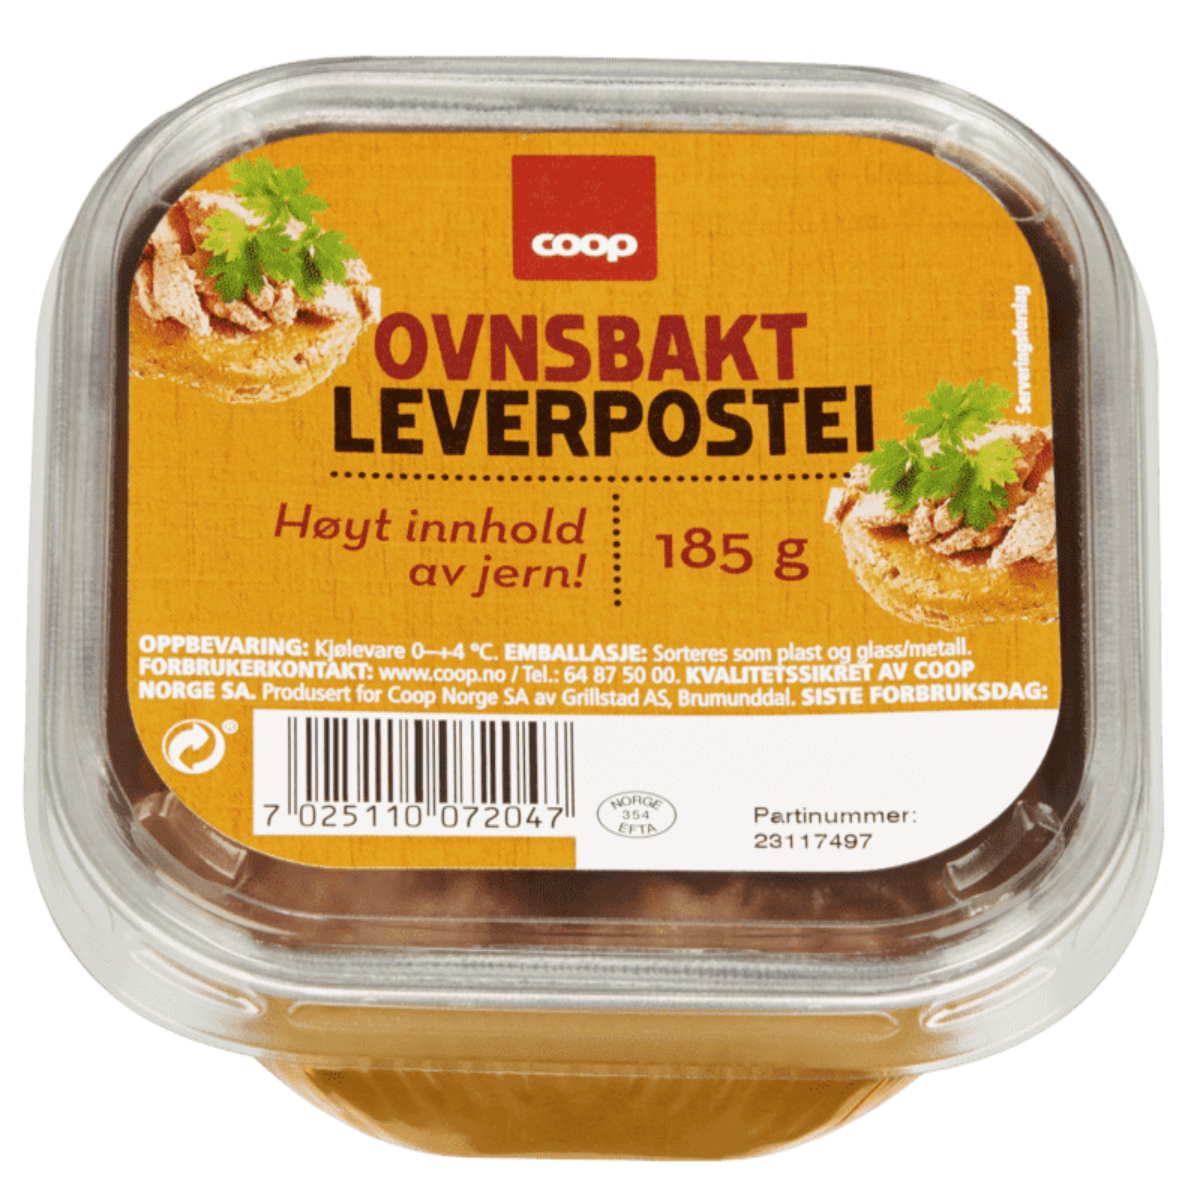 coop
OVNSBAKT
LEVERPOSTEI
Serveringsforslag
Høyt innhold
av jern!
185 g
OPPBEVARING: Kjølevare 0–+4 °C. EMBALLASJE: Sorteres som plast og glass/metall.
FORBRUKERKONTAKT: www.coop.no / Tel.: 64 87 50 00. KVALITETSSIKRET AV COOP
NORGE SA. Produsert for Coop Norge SA av Grillstad AS, Brumunddal. SISTE FORBRUKSDAG:
®
7 025110 072047
NORGE
354
EFTA
Partinummer:
23117497